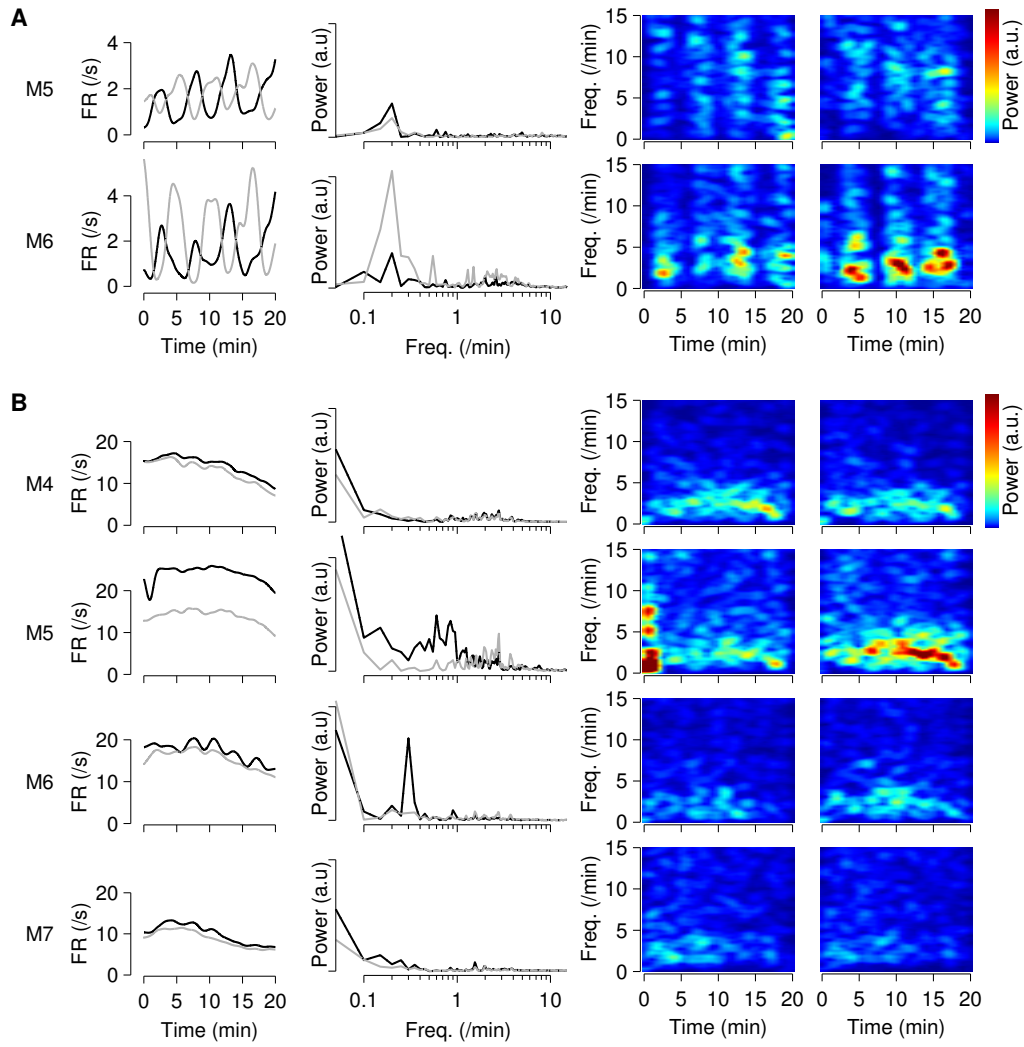 A
M5
FR (/s)
4
2
0
Power (a.u)
Freq. (/min)
15
10
5
0
Power (a.u.)
M6
FR (/s)
4
2
0
0 5 10 15 20
Time (min)
Power (a.u)
0.1 1 10
Freq. (/min)
Freq. (/min)
15
10
5
0
0 5 10 15 20
Time (min)
0 5 10 15 20
Time (min)
B
M4
FR (/s)
20
10
0
Power (a.u)
Freq. (/min)
15
10
5
0
Power (a.u.)
M5
FR (/s)
20
10
0
Power (a.u)
Freq. (/min)
15
10
5
0
M6
FR (/s)
20
10
0
Power (a.u)
Freq. (/min)
15
10
5
0
M7
FR (/s)
20
10
0
0 5 10 15 20
Time (min)
Power (a.u)
0.1 1 10
Freq. (/min)
Freq. (/min)
15
10
5
0
0 5 10 15 20
Time (min)
0 5 10 15 20
Time (min)